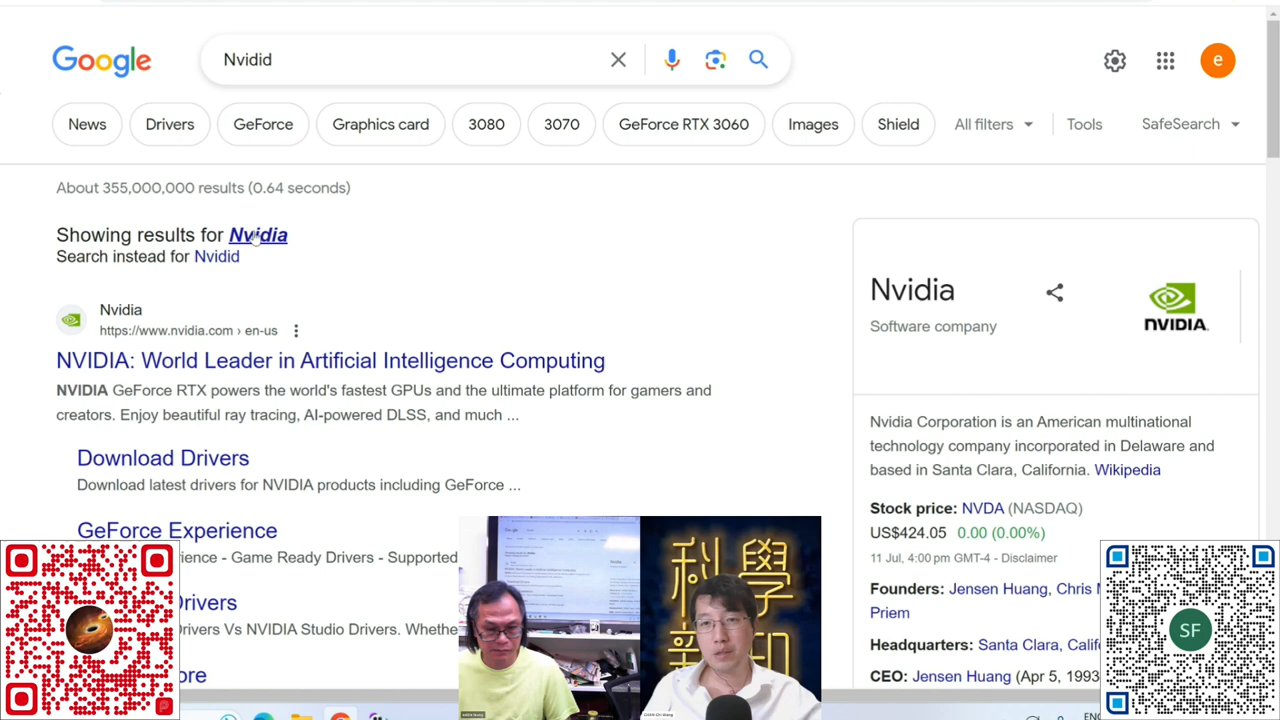 Google
Nvidid
e
News
Drivers
GeForce
Graphics card
3080
3070
GeForce RTX 3060
Images
Shield
All filters
Tools
SafeSearch
About 355,000,000 results (0.64 seconds)
Showing results for Nvidia
Search instead for Nvidid
Nvidia
https://www.nvidia.com › en-us
NVIDIA: World Leader in Artificial Intelligence Computing
NVIDIA GeForce RTX powers the world's fastest GPUs and the ultimate platform for gamers and
creators. Enjoy beautiful ray tracing, AI-powered DLSS, and much ...
Download Drivers
Download latest drivers for NVIDIA products including GeForce ...
GeForce Experience
ience - Game Ready Drivers - Supported
Drivers
rivers Vs NVIDIA Studio Drivers. Whethe
ore
Nvidia
Software company
NVIDIA
Nvidia Corporation is an American multinational
technology company incorporated in Delaware and
based in Santa Clara, California. Wikipedia
Stock price: NVDA (NASDAQ)
US$424.05 0.00 (0.00%)
11 Jul, 4:00 pm GMT-4 - Disclaimer
Founders: Jensen Huang, Chris
Priem
Headquarters: Santa Clara, Calif
CEO: Jensen Huang (Apr 5, 1993
科學
新知
SF
ENG